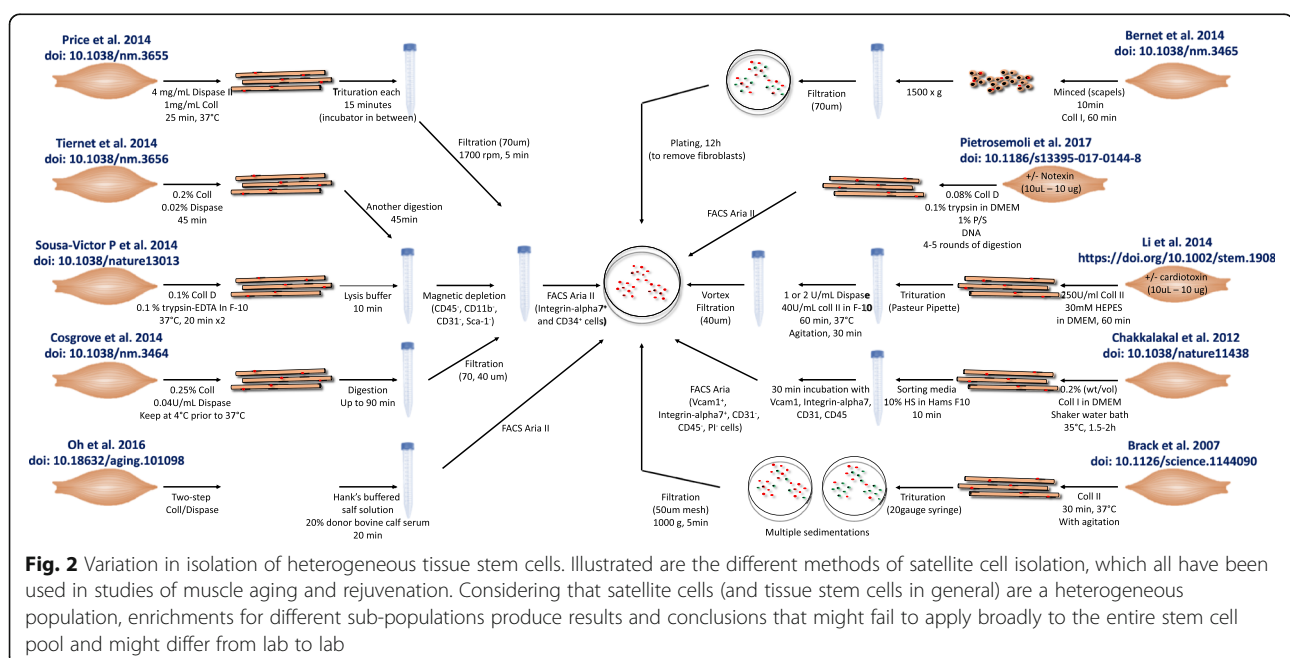 Price et al. 2014
doi: 10.1038/nm.3655
4 mg/mL Dispase II
1mg/mL Coll
25 min, 37°C
Trituration each
15 minutes
(incubator in between)
Filtration (70um)
1700 rpm, 5 min
Tiernet et al. 2014
doi: 10.1038/nm.3656
0.2% Coll
0.02% Dispase
45 min
Another digestion
45min
Sousa-Victor P et al. 2014
doi: 10.1038/nature13013
0.1% Coll D
0.1 % trypsin-EDTA In F-10
37°C, 20 min x2
Lysis buffer
10 min
Magnetic depletion
(CD45⁻, CD11b⁻,
CD31⁻, Sca-1⁻)
FACS Aria II
(Integrin-alpha7⁺
and CD34⁺ cells)
Cosgrove et al. 2014
doi: 10.1038/nm.3464
0.25% Coll
0.04U/mL Dispase
Keep at 4°C prior to 37°C
Digestion
Up to 90 min
Filtration
(70, 40 um)
Oh et al. 2016
doi: 10.18632/aging.101098
Two-step
Coll/Dispase
Hank's buffered
salf solution
20% donor bovine calf serum
20 min
FACS Aria II
Bernet et al. 2014
doi: 10.1038/nm.3465
Minced (scapels)
10min
Coll I, 60 min
1500 x g
Filtration
(70um)
Plating, 12h
(to remove fibroblasts)
Pietrosemoli et al. 2017
doi: 10.1186/s13395-017-0144-8
+/- Notexin
(10uL – 10 ug)
0.08% Coll D
0.1% trypsin in DMEM
1% P/S
DNA
4-5 rounds of digestion
FACS Aria II
Li et al. 2014
https://doi.org/10.1002/stem.1908
+/- cardiotoxin
(10uL – 10 ug)
250U/ml Coll II
30mM HEPES
in DMEM, 60 min
Trituration
(Pasteur Pipette)
1 or 2 U/mL Dispase
40U/mL coll II in F-10
60 min, 37°C
Agitation, 30 min
Vortex
Filtration
(40um)
Chakkalakal et al. 2012
doi: 10.1038/nature11438
0.2% (wt/vol)
Coll I in DMEM
Shaker water bath
35°C, 1.5-2h
Sorting media
10% HS in Hams F10
10 min
30 min incubation with
Vcam1, Integrin-alpha7,
CD31, CD45
FACS Aria
(Vcam1⁺,
Integrin-alpha7⁺, CD31⁻,
CD45⁻, PI⁻ cells)
Brack et al. 2007
doi: 10.1126/science.1144090
Coll II
30 min, 37°C
With agitation
Trituration
(20gauge syringe)
Multiple sedimentations
Filtration
(50um mesh)
1000 g, 5min
Fig. 2 Variation in isolation of heterogeneous tissue stem cells. Illustrated are the different methods of satellite cell isolation, which all have been
used in studies of muscle aging and rejuvenation. Considering that satellite cells (and tissue stem cells in general) are a heterogeneous
population, enrichments for different sub-populations produce results and conclusions that might fail to apply broadly to the entire stem cell
pool and might differ from lab to lab